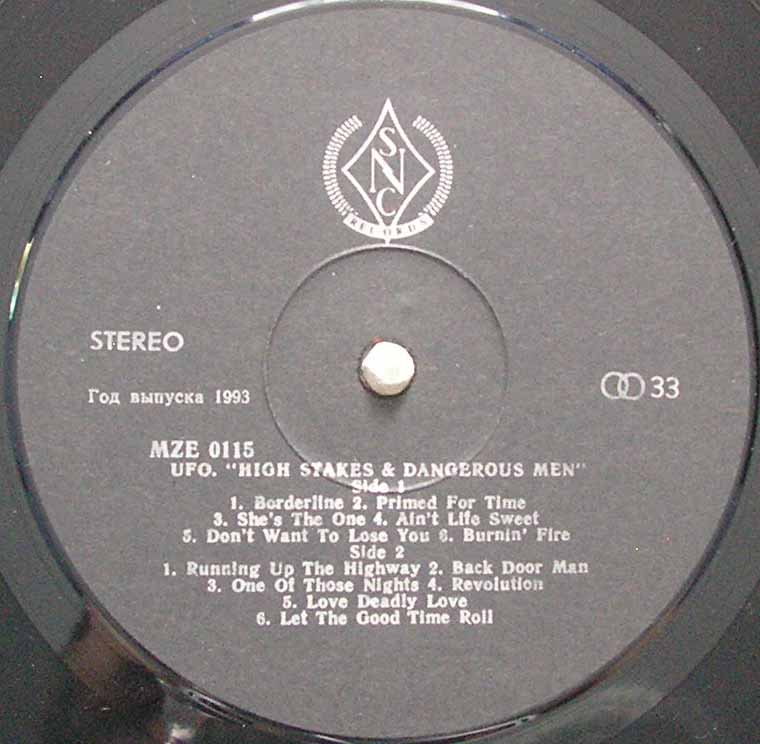 S
N
C
RECORDS
STEREO
33
Год выпуска 1993
MZE 0115
UFO. "HIGH STAKES & DANGEROUS MEN"
Side 1
1. Borderline 2. Primed For Time
3. She's The One 4. Ain't Life Sweet
5. Don't Want To Lose You 6. Burnin' Fire
Side 2
1. Running Up The Highway 2. Back Door Man
3. One Of Those Nights 4. Revolution
5. Love Deadly Love
6. Let The Good Time Roll